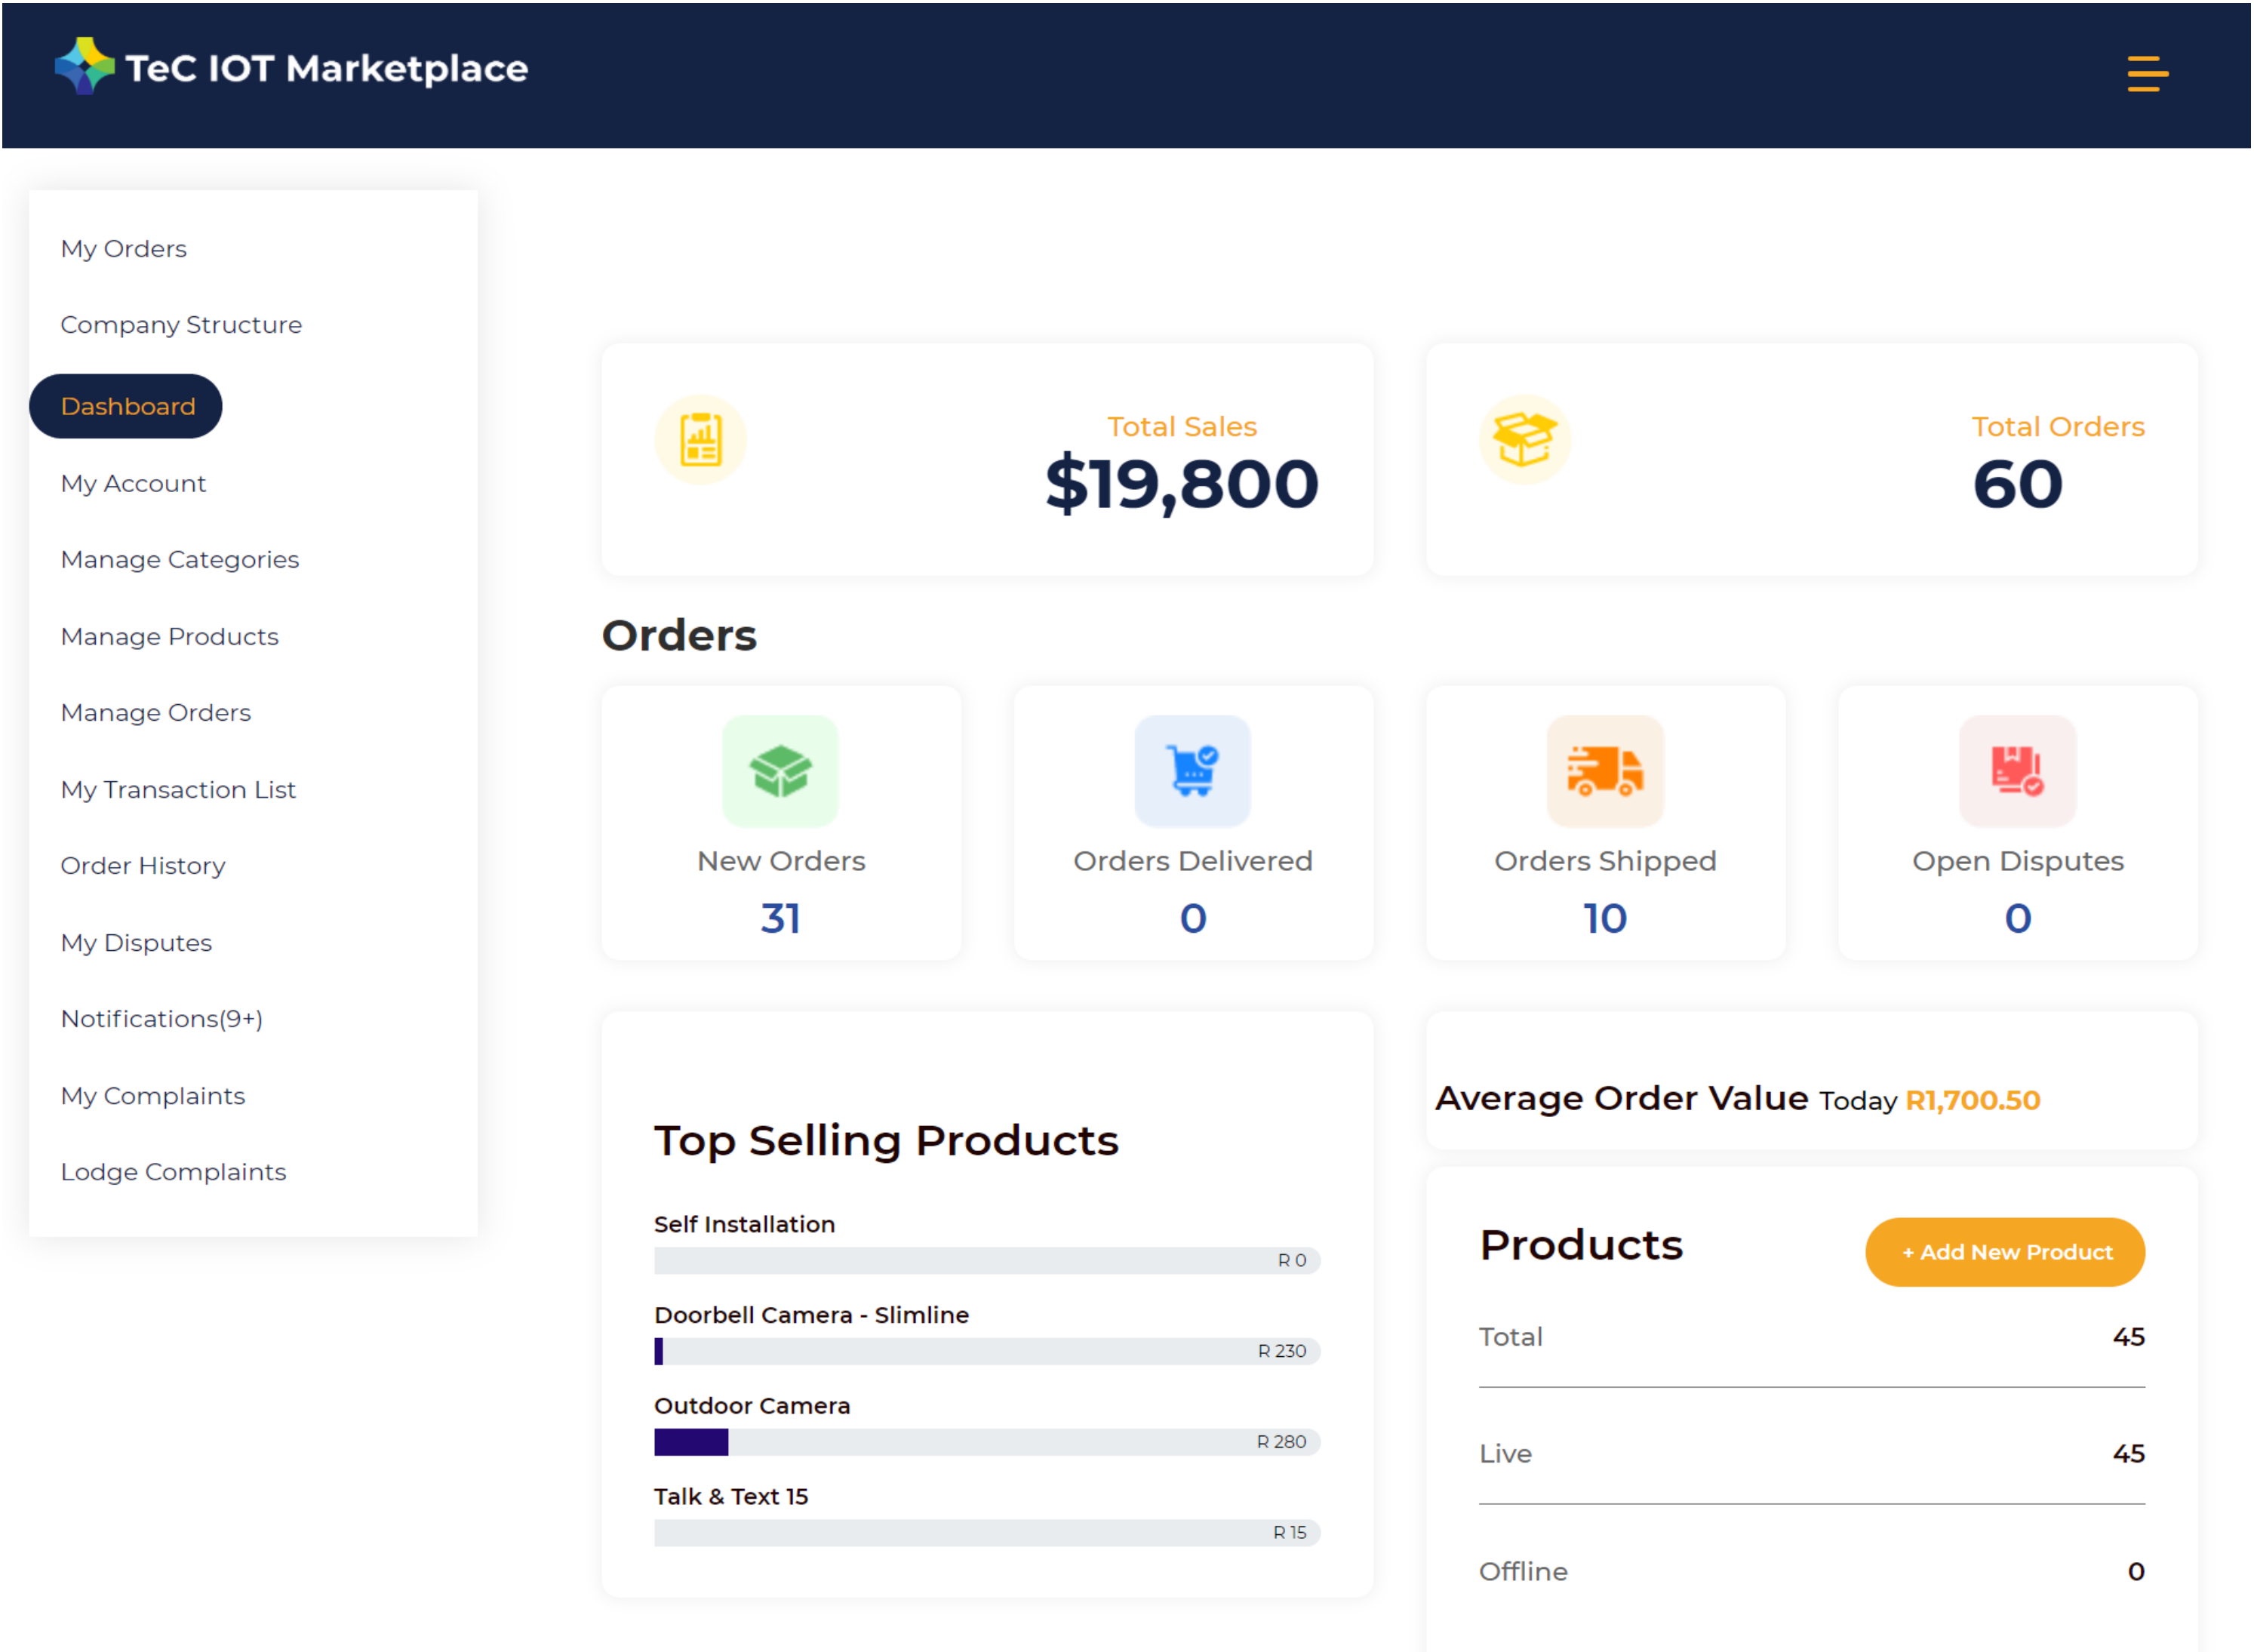 TeC IOT Marketplace
My Orders
Company Structure
Dashboard
My Account
Manage Categories
Manage Products
Manage Orders
My Transaction List
Order History
My Disputes
Notifications(9+)
My Complaints
Lodge Complaints
Total Sales
$19,800
Total Orders
60
Orders
New Orders
31
Orders Delivered
0
Orders Shipped
10
Open Disputes
0
Top Selling Products
Self Installation
R 0
Doorbell Camera - Slimline
R 230
Outdoor Camera
R 280
Talk & Text 15
R 15
Average Order Value Today R1,700.50
Products
+ Add New Product
Total 45
Live 45
Offline 0